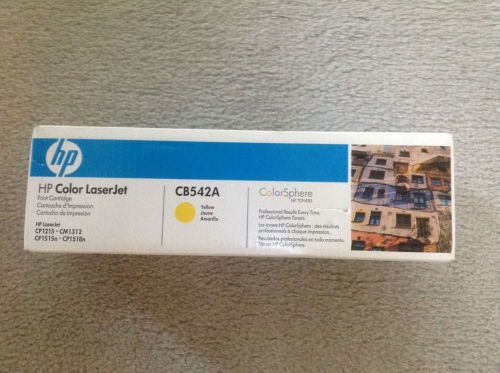 hp
HP Color LaserJet
Print Cartridge
Cartouche d'impression
Cartucho de Impresión
HP LaserJet
CP1215 • CM1312
CP1515n • CP1518n
CB542A
Yellow
Jaune
Amarillo
ColorSphere
HP TONERS
Professional Results Every Time.
HP ColorSphere Toners.
Les toners HP ColorSphere : des résultats
professionnels à chaque impression.
Resultados profesionales en todo momento.
Tóners HP ColorSphere.